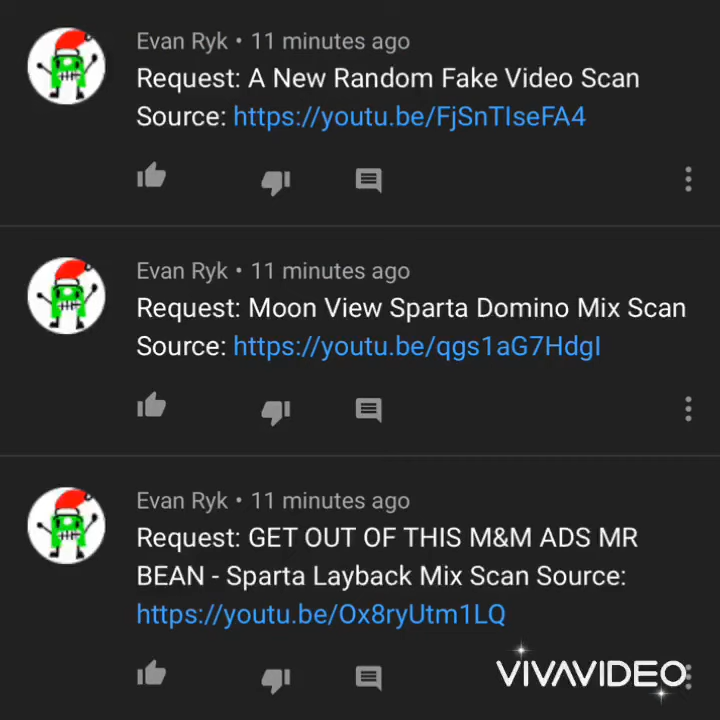 Evan Ryk • 11 minutes ago
Request: A New Random Fake Video Scan
Source: https://youtu.be/FjSnTIseFA4
Evan Ryk • 11 minutes ago
Request: Moon View Sparta Domino Mix Scan
Source: https://youtu.be/qgs1aG7HdgI
Evan Ryk • 11 minutes ago
Request: GET OUT OF THIS M&M ADS MR
BEAN - Sparta Layback Mix Scan Source:
https://youtu.be/Ox8ryUtm1LQ
VIVAVIDEO